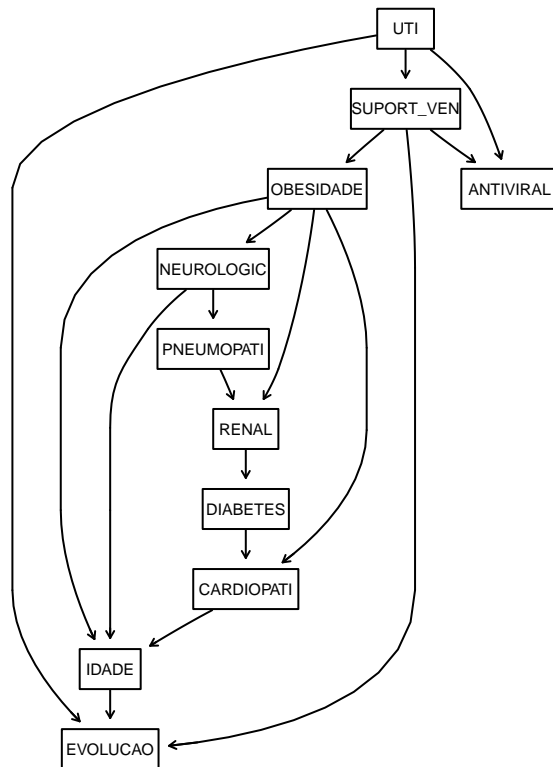 UTI
SUPORT_VEN
OBESIDADE
ANTIVIRAL
NEUROLOGIC
PNEUMOPATI
RENAL
DIABETES
CARDIOPATI
IDADE
EVOLUCAO